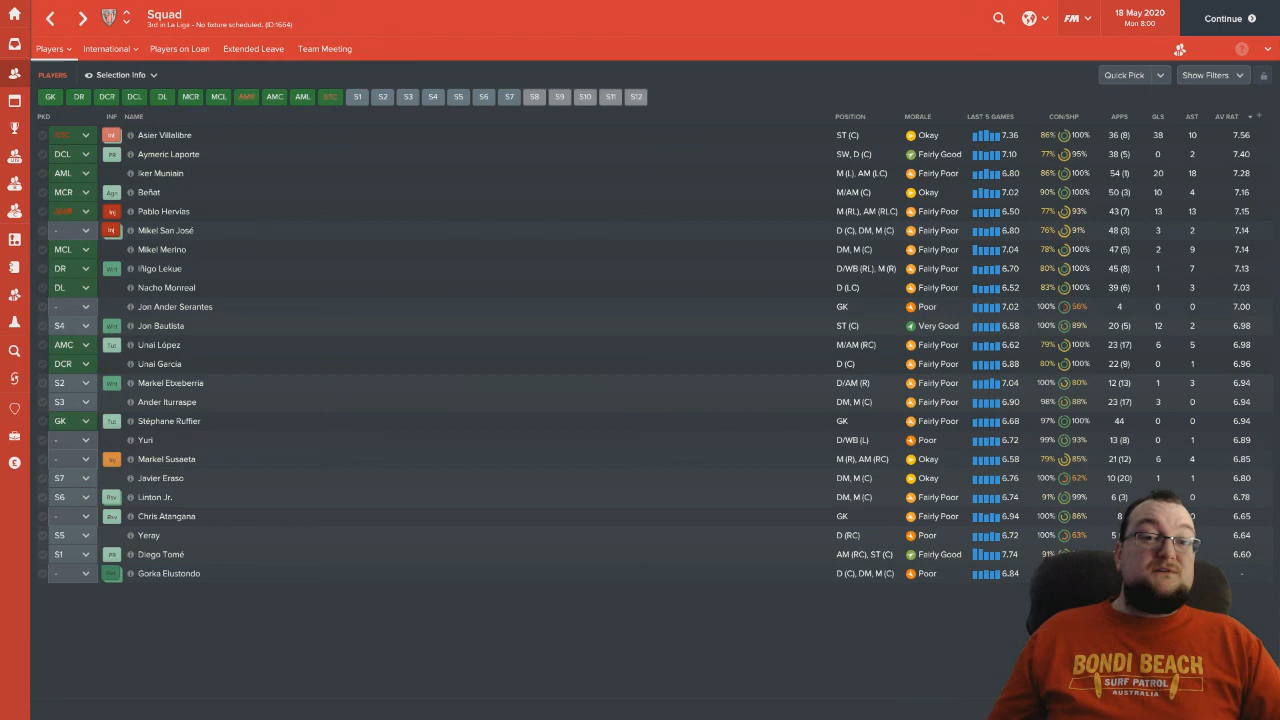 Squad
3rd in La Liga - No fixture scheduled. (ID:1664)
FM
18 May 2020
Mon 8:00
Continue
Players International Players on Loan Extended Leave Team Meeting
PLAYERS Selection Info Quick Pick Show Filters
GK DR DCR DCL DL MCR MCL AMR AMC AML STC S1 S2 S3 S4 S5 S6 S7 S8 S9 S10 S11 S12
PKD INF NAME POSITION MORALE LAST 5 GAMES CON/SHP APPS GLS AST AV RAT
STC Inj Asier Villalibre ST (C) Okay 7.36 86% 100% 36 (8) 38 10 7.56
DCL PR Aymeric Laporte SW, D (C) Fairly Good 7.10 77% 95% 38 (5) 0 2 7.40
AML Iker Muniain M (L), AM (LC) Fairly Poor 6.80 86% 100% 54 (1) 20 18 7.28
MCR Agn Beñat M/AM (C) Okay 7.02 90% 100% 50 (3) 10 4 7.16
AMR Inj Pablo Hervías M (RL), AM (RLC) Fairly Poor 6.50 77% 93% 43 (7) 13 13 7.15
- Inj Mikel San José D (C), DM, M (C) Fairly Poor 6.80 76% 91% 48 (3) 3 2 7.14
MCL Mikel Merino DM, M (C) Fairly Poor 7.04 78% 100% 47 (5) 2 9 7.14
DR Wnt Iñigo Lekue D/WB (RL), M (R) Fairly Poor 6.70 80% 100% 45 (8) 1 7 7.13
DL Nacho Monreal D (LC) Fairly Poor 6.52 83% 100% 39 (6) 1 3 7.03
- Jon Ander Serantes GK Poor 7.02 100% 56% 4 0 0 7.00
S4 Wnt Jon Bautista ST (C) Very Good 6.58 100% 89% 20 (5) 12 2 6.98
AMC Tut Unai López M/AM (RC) Fairly Poor 6.62 79% 100% 23 (17) 6 5 6.98
DCR Unai García D (C) Fairly Poor 6.88 80% 100% 22 (9) 0 1 6.96
S2 Wnt Markel Etxeberria D/AM (R) Fairly Poor 7.04 100% 80% 12 (13) 1 3 6.94
S3 Ander Iturraspe DM, M (C) Fairly Poor 6.90 98% 88% 23 (17) 3 0 6.94
GK Tut Stéphane Ruffier GK Fairly Poor 6.68 97% 100% 44 0 0 6.94
- Yuri D/WB (L) Poor 6.72 99% 93% 13 (8) 0 1 6.89
- Inj Markel Susaeta M (R), AM (RC) Okay 6.58 79% 85% 21 (12) 6 4 6.85
S7 Javier Eraso DM, M (C) Okay 6.76 100% 62% 10 (20) 1 1 6.80
S6 Rsv Linton Jr. DM, M (C) Fairly Poor 6.74 91% 99% 6 (3) 0 6.78
- Rsv Chris Atangana GK Fairly Poor 6.94 100% 86% 8 0 6.65
S5 Yeray D (RC) Poor 6.72 100% 63% 5 6.64
S1 PR Diego Tomé AM (RC), ST (C) Fairly Good 7.74 91% 6.60
- Gorka Elustondo D (C), DM, M (C) Poor 6.84 -
BONDI BEACH
SURF PATROL
AUSTRALIA